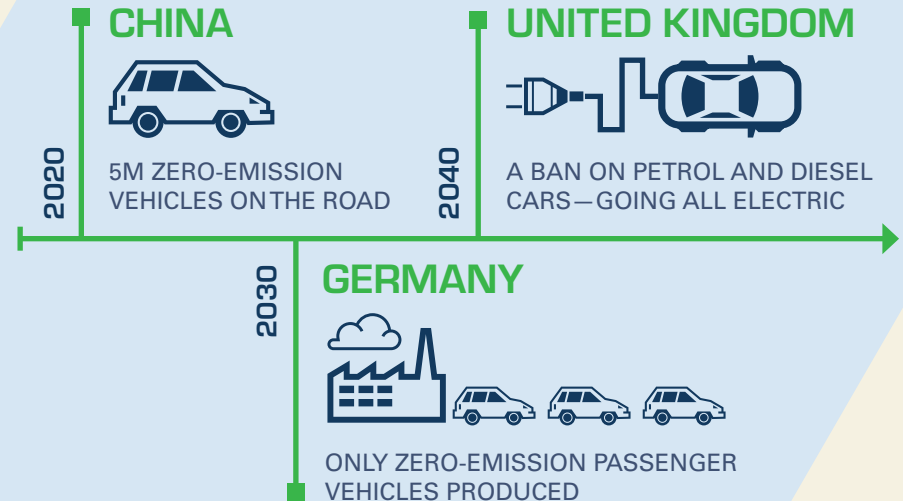 CHINA
2020
5M ZERO-EMISSION
VEHICLES ON THE ROAD
UNITED KINGDOM
2040
A BAN ON PETROL AND DIESEL
CARS—GOING ALL ELECTRIC
2030
GERMANY
ONLY ZERO-EMISSION PASSENGER
VEHICLES PRODUCED